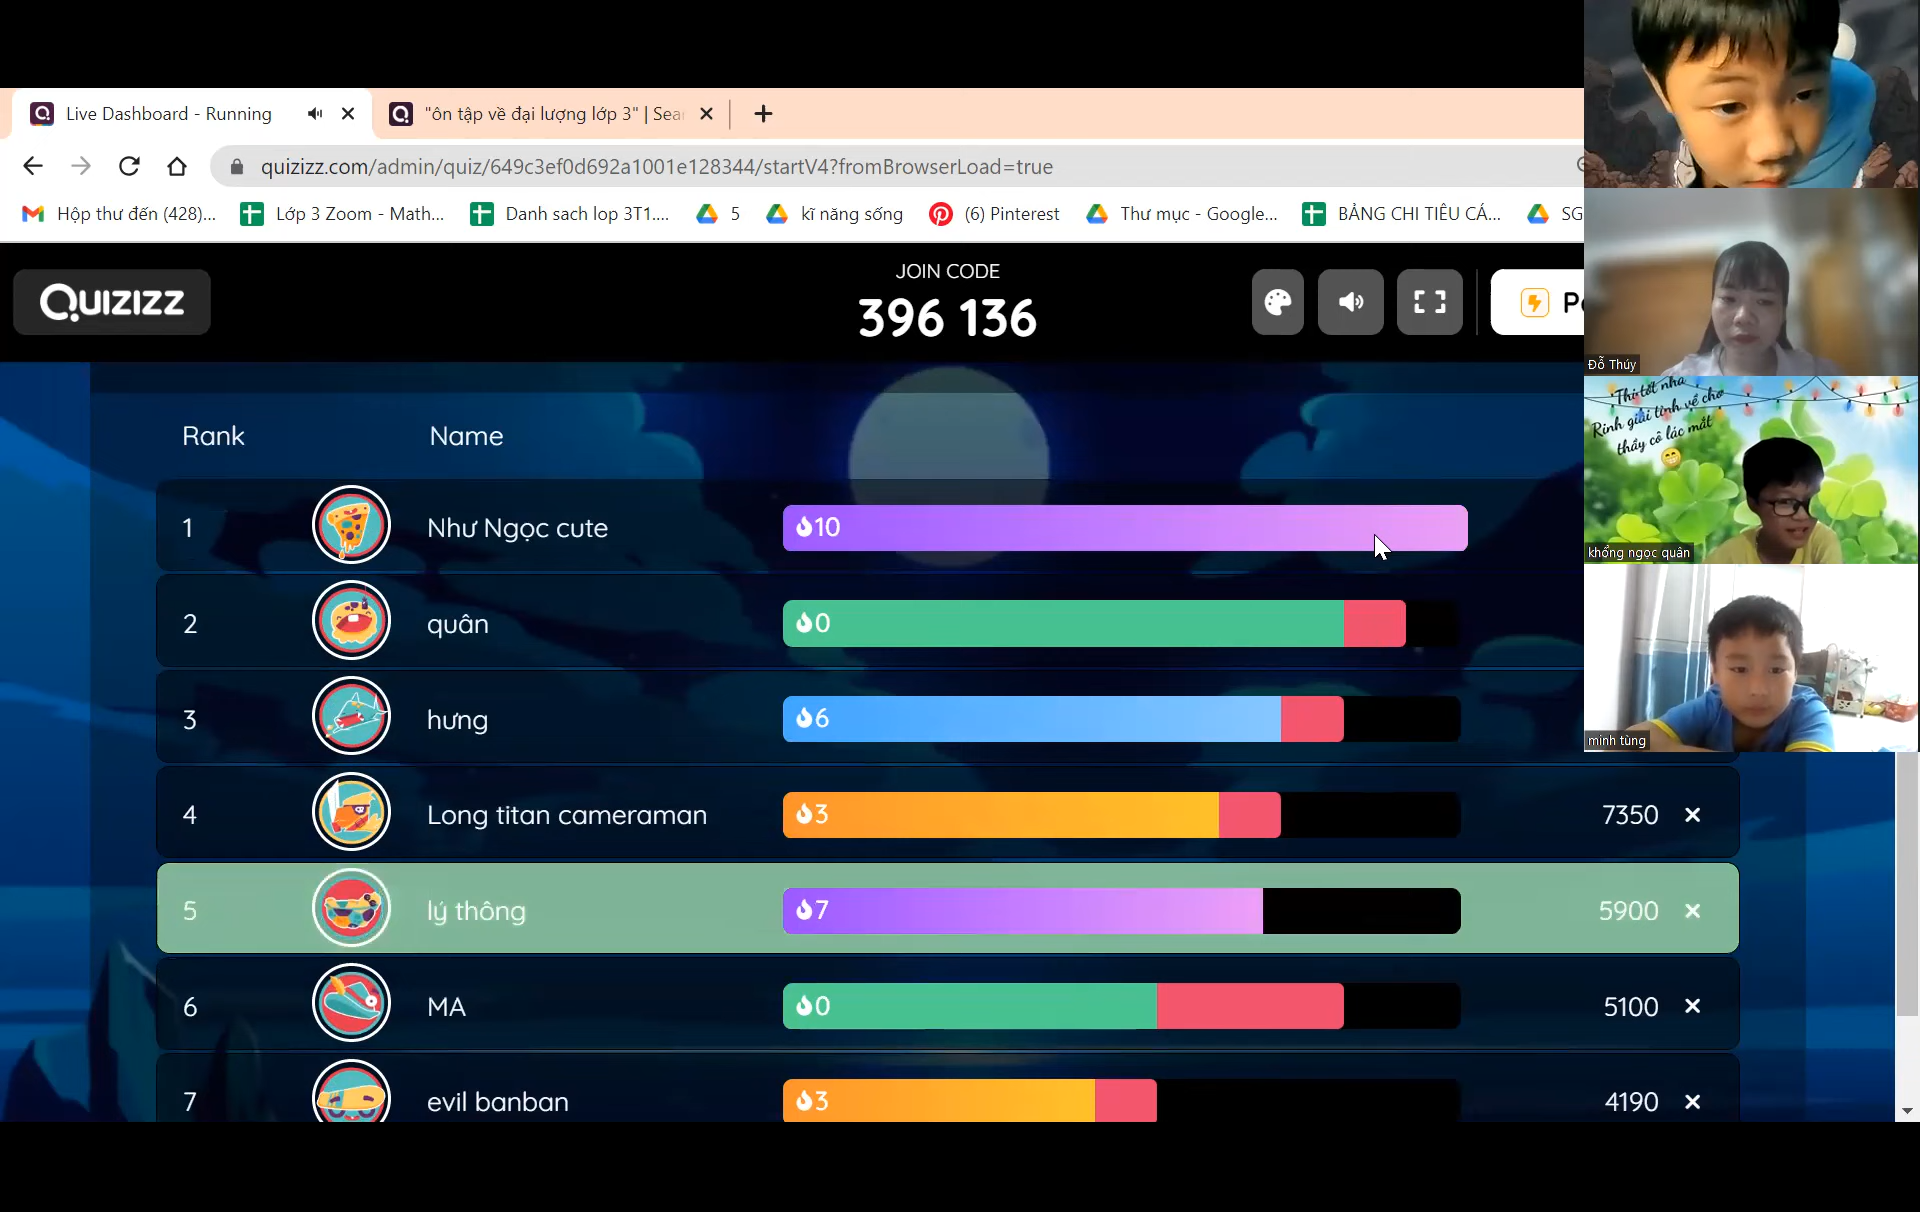 Live Dashboard - Running
"ôn tập về đại lượng lớp 3" | Sea
quizizz.com/admin/quiz/649c3ef0d692a1001e128344/startV4?fromBrowserLoad=true
Hộp thư đến (428)...
Lớp 3 Zoom - Math...
Danh sach lop 3T1....
5
kĩ năng sống
(6) Pinterest
Thư mục - Google...
BẢNG CHI TIÊU CÁ...
SG
QUIZIZZ
JOIN CODE
396 136
Rank Name
1 Như Ngọc cute 10
2 quân 0
3 hưng 6
4 Long titan cameraman 3 7350
5 lý thông 7 5900
6 MA 0 5100
7 evil banban 3 4190
Đỗ Thúy
Thi tốt nha
Rinh giải tỉnh về cho
thầy cô lác mắt
khổng ngọc quân
minh tùng